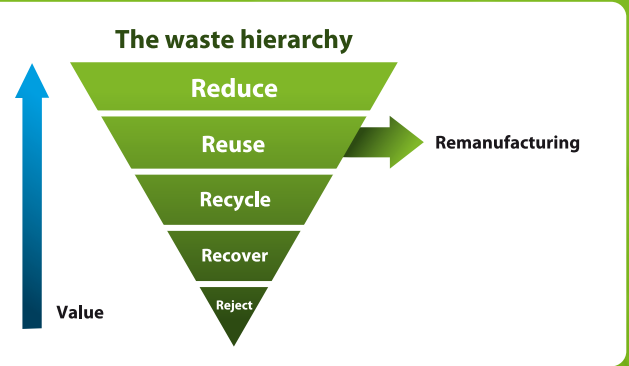 The waste hierarchy
Reduce
Reuse
Remanufacturing
Recycle
Recover
Reject
Value